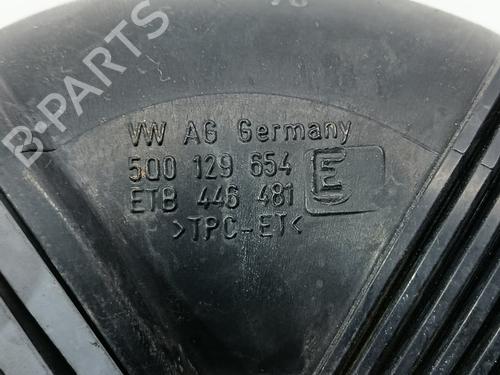 B-PARTS
VW AG Germany
5Q0 129 654 E
ETB 446 481
>TPC-ET<